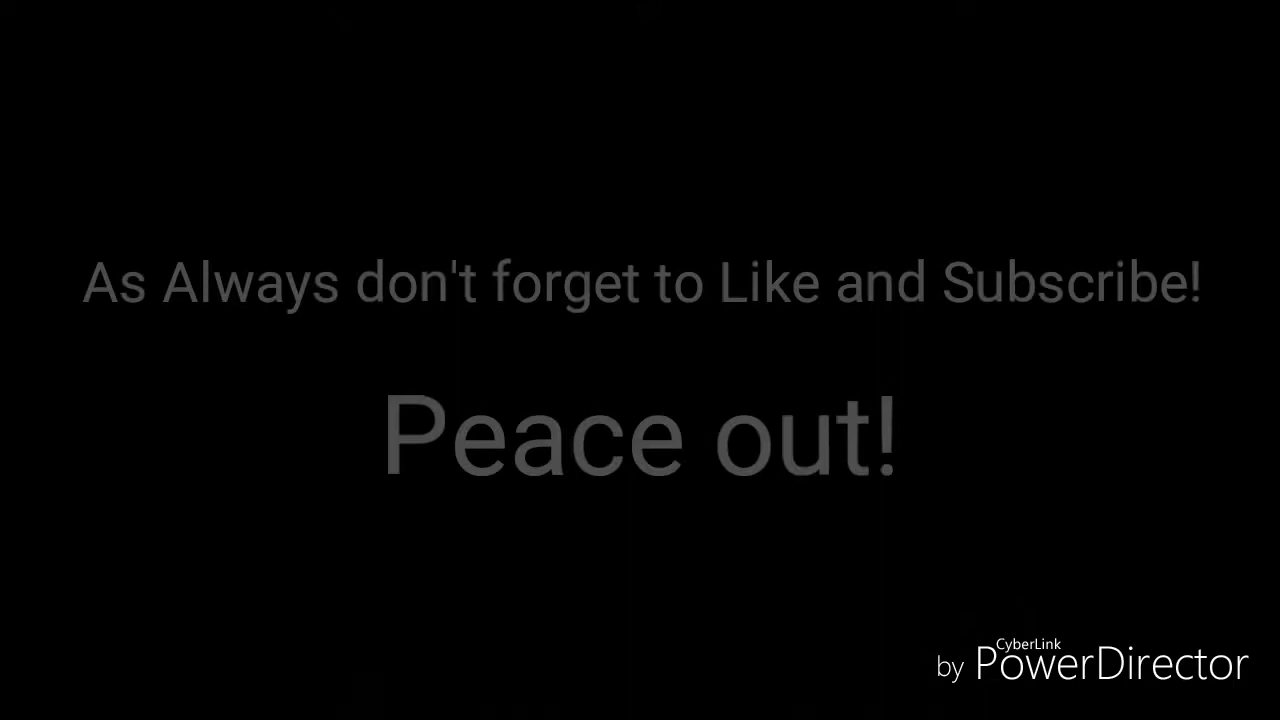 As Always don't forget to Like and Subscribe!
Peace out!
CyberLink
by PowerDirector